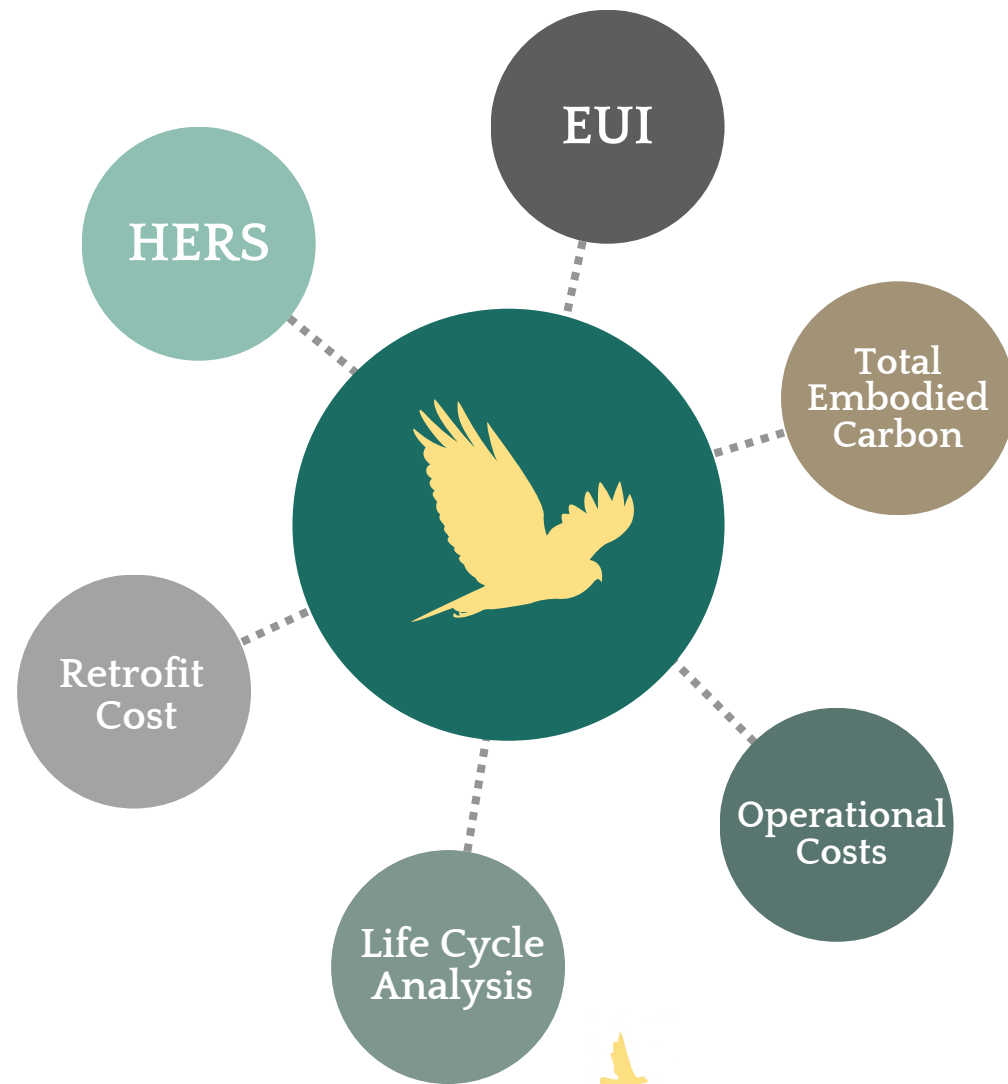 EUI
HERS
Total
Embodied
Carbon
Retrofit
Cost
Operational
Costs
Life Cycle
Analysis